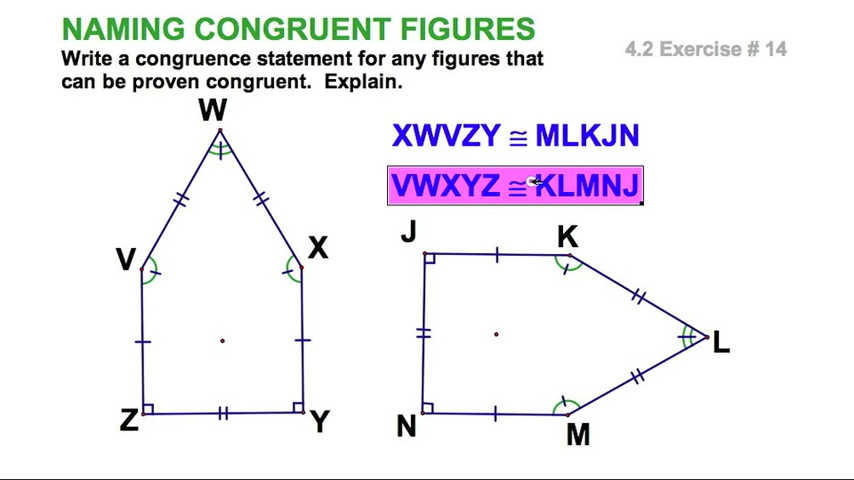 NAMING CONGRUENT FIGURES
Write a congruence statement for any figures that
can be proven congruent. Explain.
4.2 Exercise # 14
W
XWVZY ≅ MLKJN
VWXYZ ≅ KLMNJ
V
X
Z
Y
J
K
L
N
M